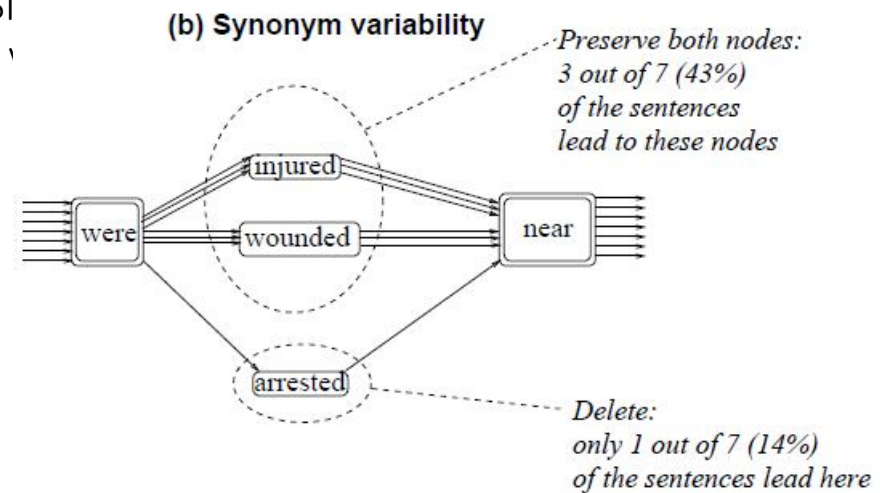 (b) Synonym variability
Preserve both nodes:
3 out of 7 (43%)
of the sentences
lead to these nodes
injured
were
wounded
near
arrested
Delete:
only 1 out of 7 (14%)
of the sentences lead here